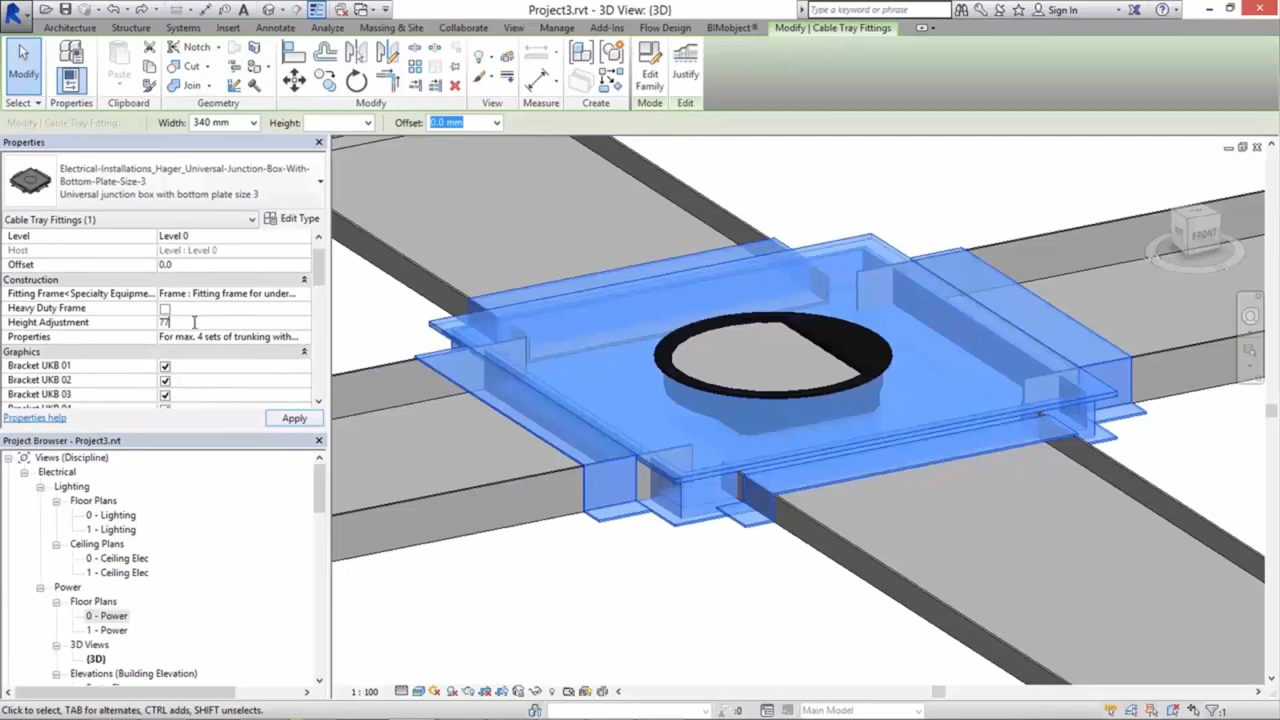 Project3.rvt - 3D View: {3D}
Type a keyword or phrase
Sign In
Architecture Structure Systems Insert Annotate Analyze Massing & Site Collaborate View Manage Add-Ins Flow Design BIMobject® Modify | Cable Tray Fittings
Modify
Paste
Notch
Cut
Join
Edit Family
Justify
Select Properties Clipboard Geometry Modify View Measure Create Mode Edit
Modify | Cable Tray Fittings Width: 340 mm Height: Offset: 0.0 mm
Properties
Electrical-Installations_Hager_Universal-Junction-Box-With-
Bottom-Plate-Size-3
Universal junction box with bottom plate size 3
Cable Tray Fittings (1) Edit Type
Level Level 0
Host Level : Level 0
Offset 0.0
Construction
Fitting Frame<Specialty Equipme... Frame : Fitting frame for under...
Heavy Duty Frame
Height Adjustment 77
Properties For max. 4 sets of trunking with...
Graphics
Bracket UKB 01
Bracket UKB 02
Bracket UKB 03
Properties help Apply
Project Browser - Project3.rvt
Views (Discipline)
Electrical
Lighting
Floor Plans
0 - Lighting
1 - Lighting
Ceiling Plans
0 - Ceiling Elec
1 - Ceiling Elec
Power
Floor Plans
0 - Power
1 - Power
3D Views
{3D}
Elevations (Building Elevation)
FRONT
1 : 100
Click to select, TAB for alternates, CTRL adds, SHIFT unselects.
:0
Main Model
:1